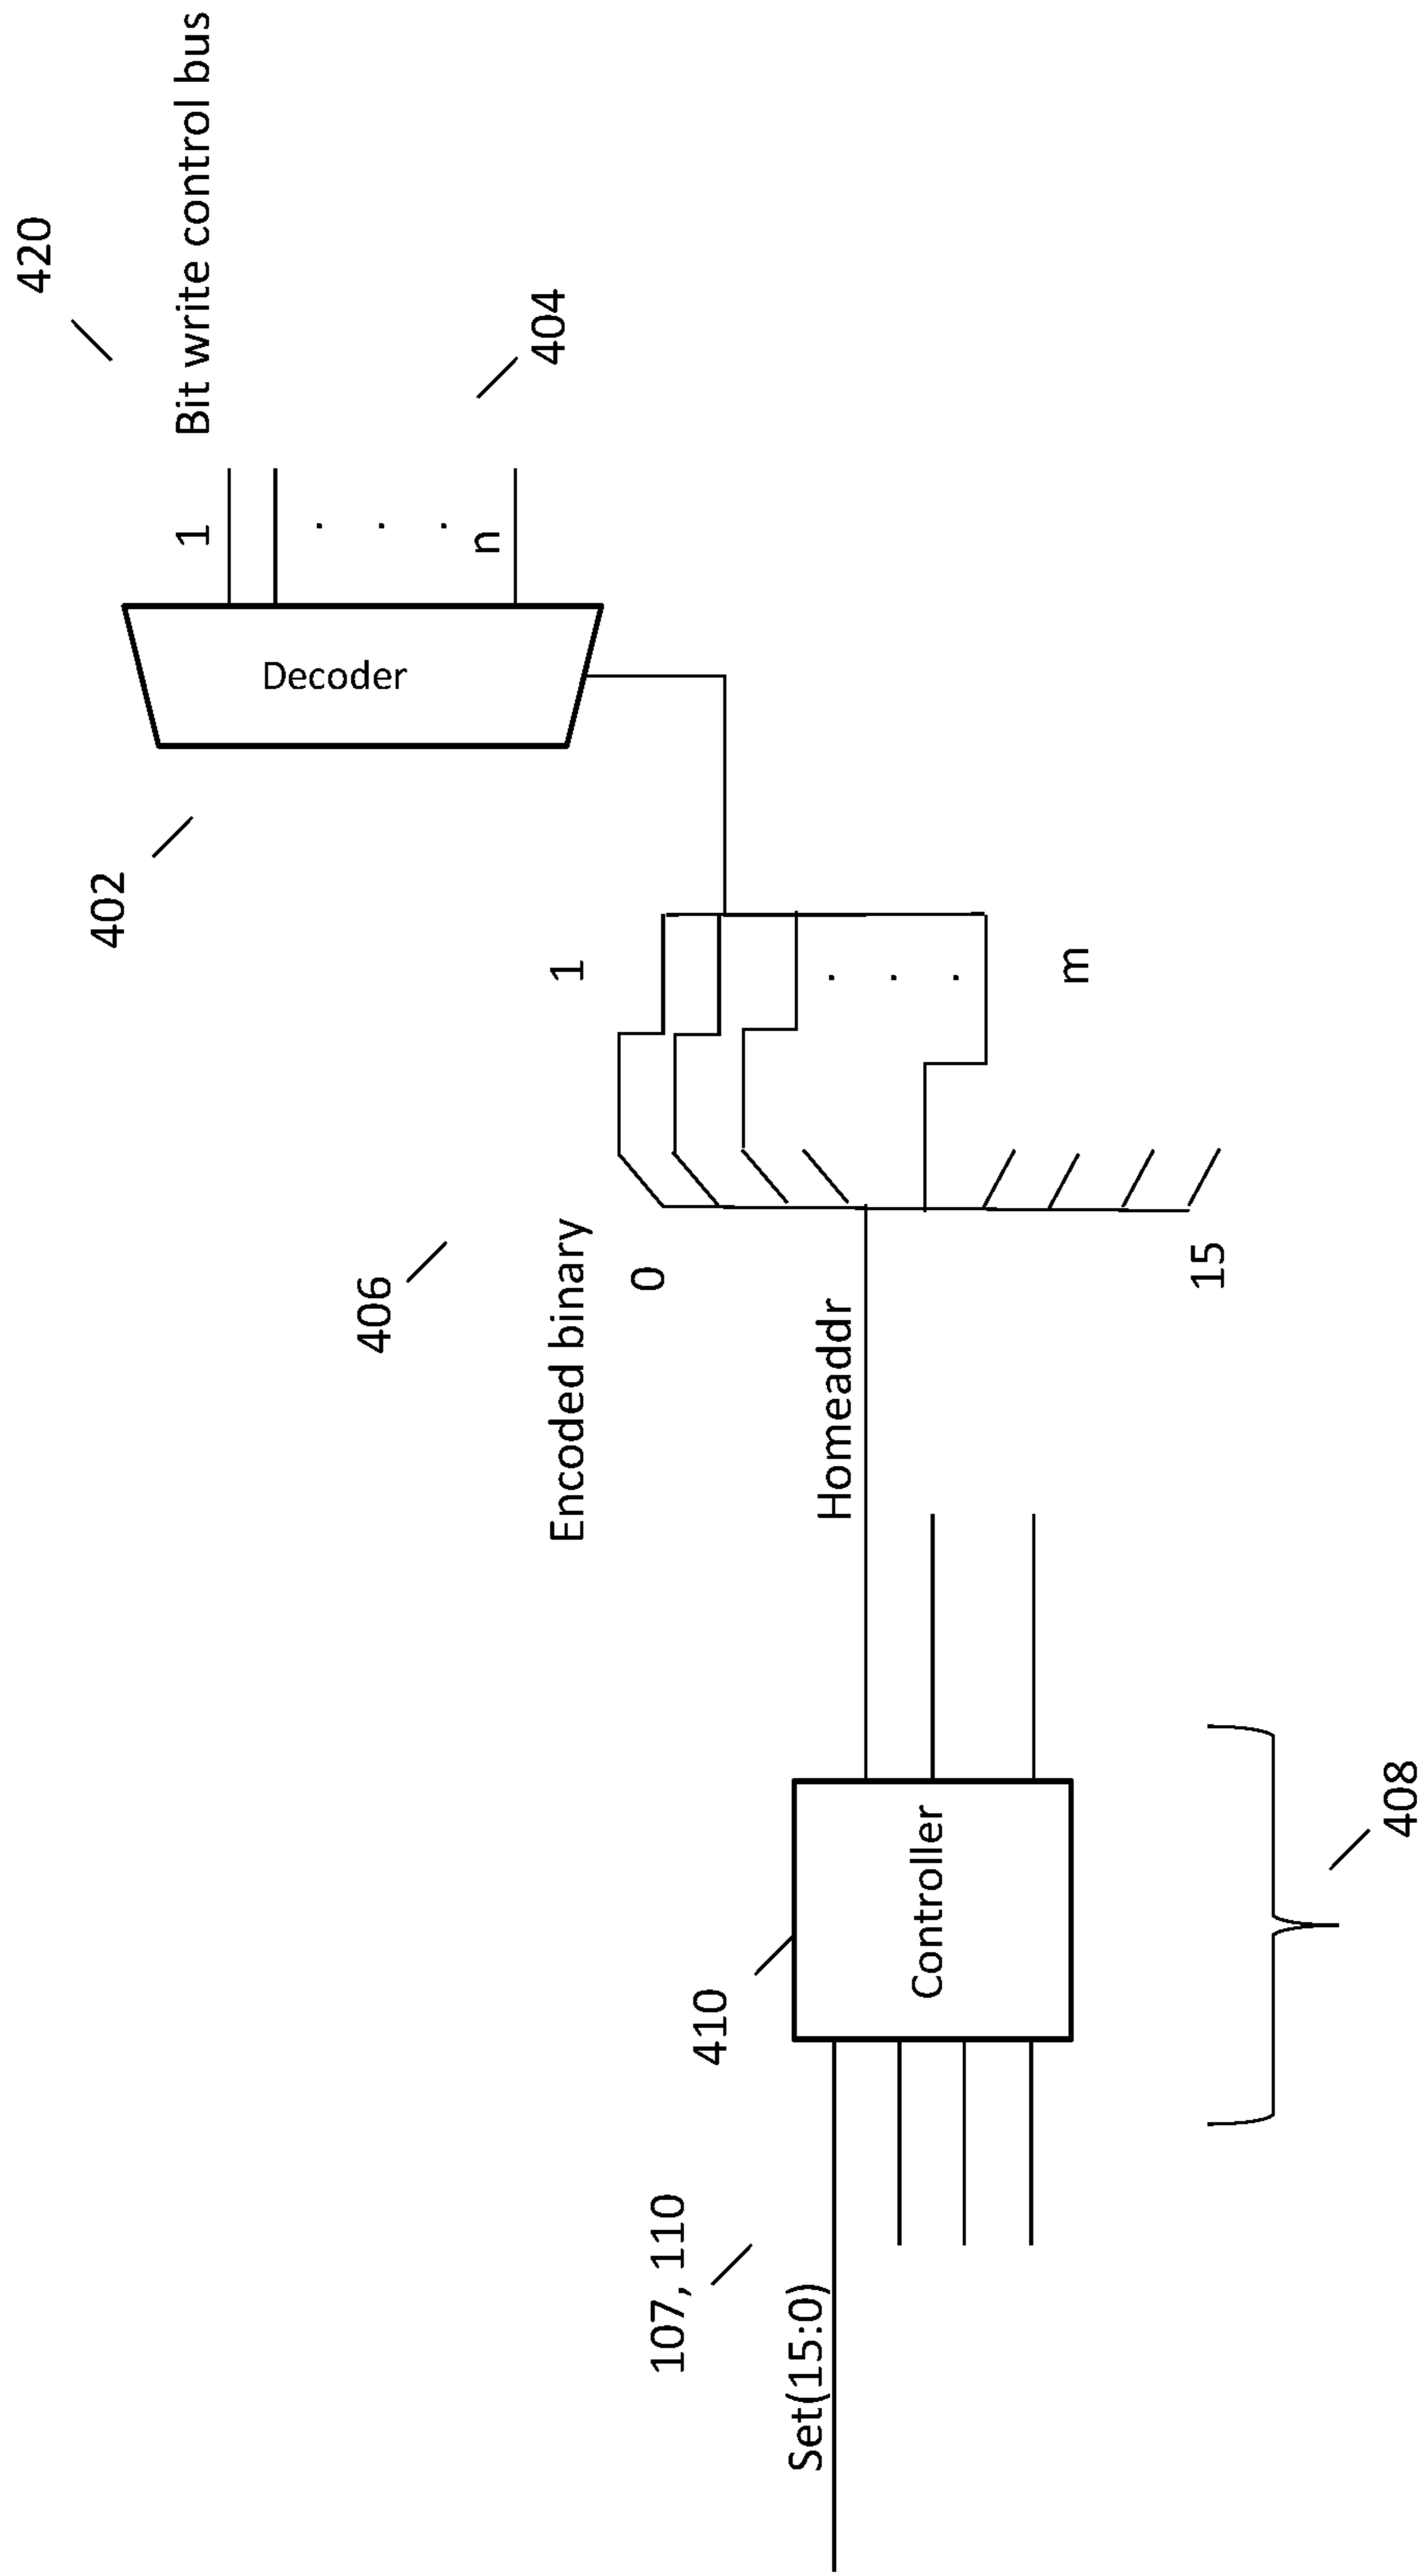 420
Bit write control bus
1
404
n
Decoder
402
1
m
406
Encoded binary
0
15
Homeaddr
Controller
410
408
107, 110
Set(15:0)